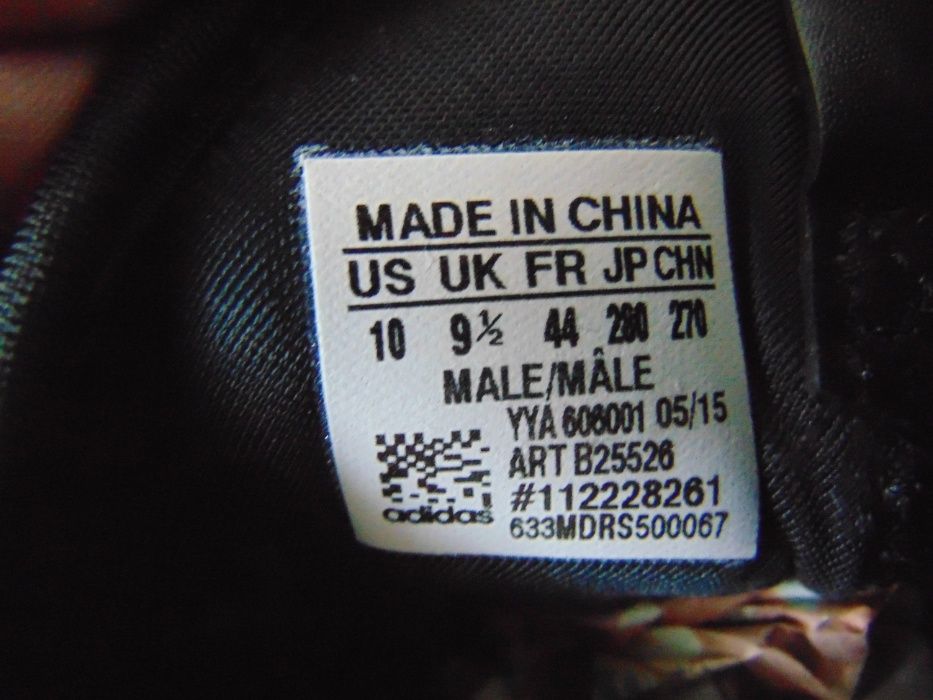 MADE IN CHINA
US UK FR JP CHN
10 9½ 44 280 270
MALE/MÂLE
YYA 606001 05/15
ART B25526
#112228261
adidas 633MDRS500067